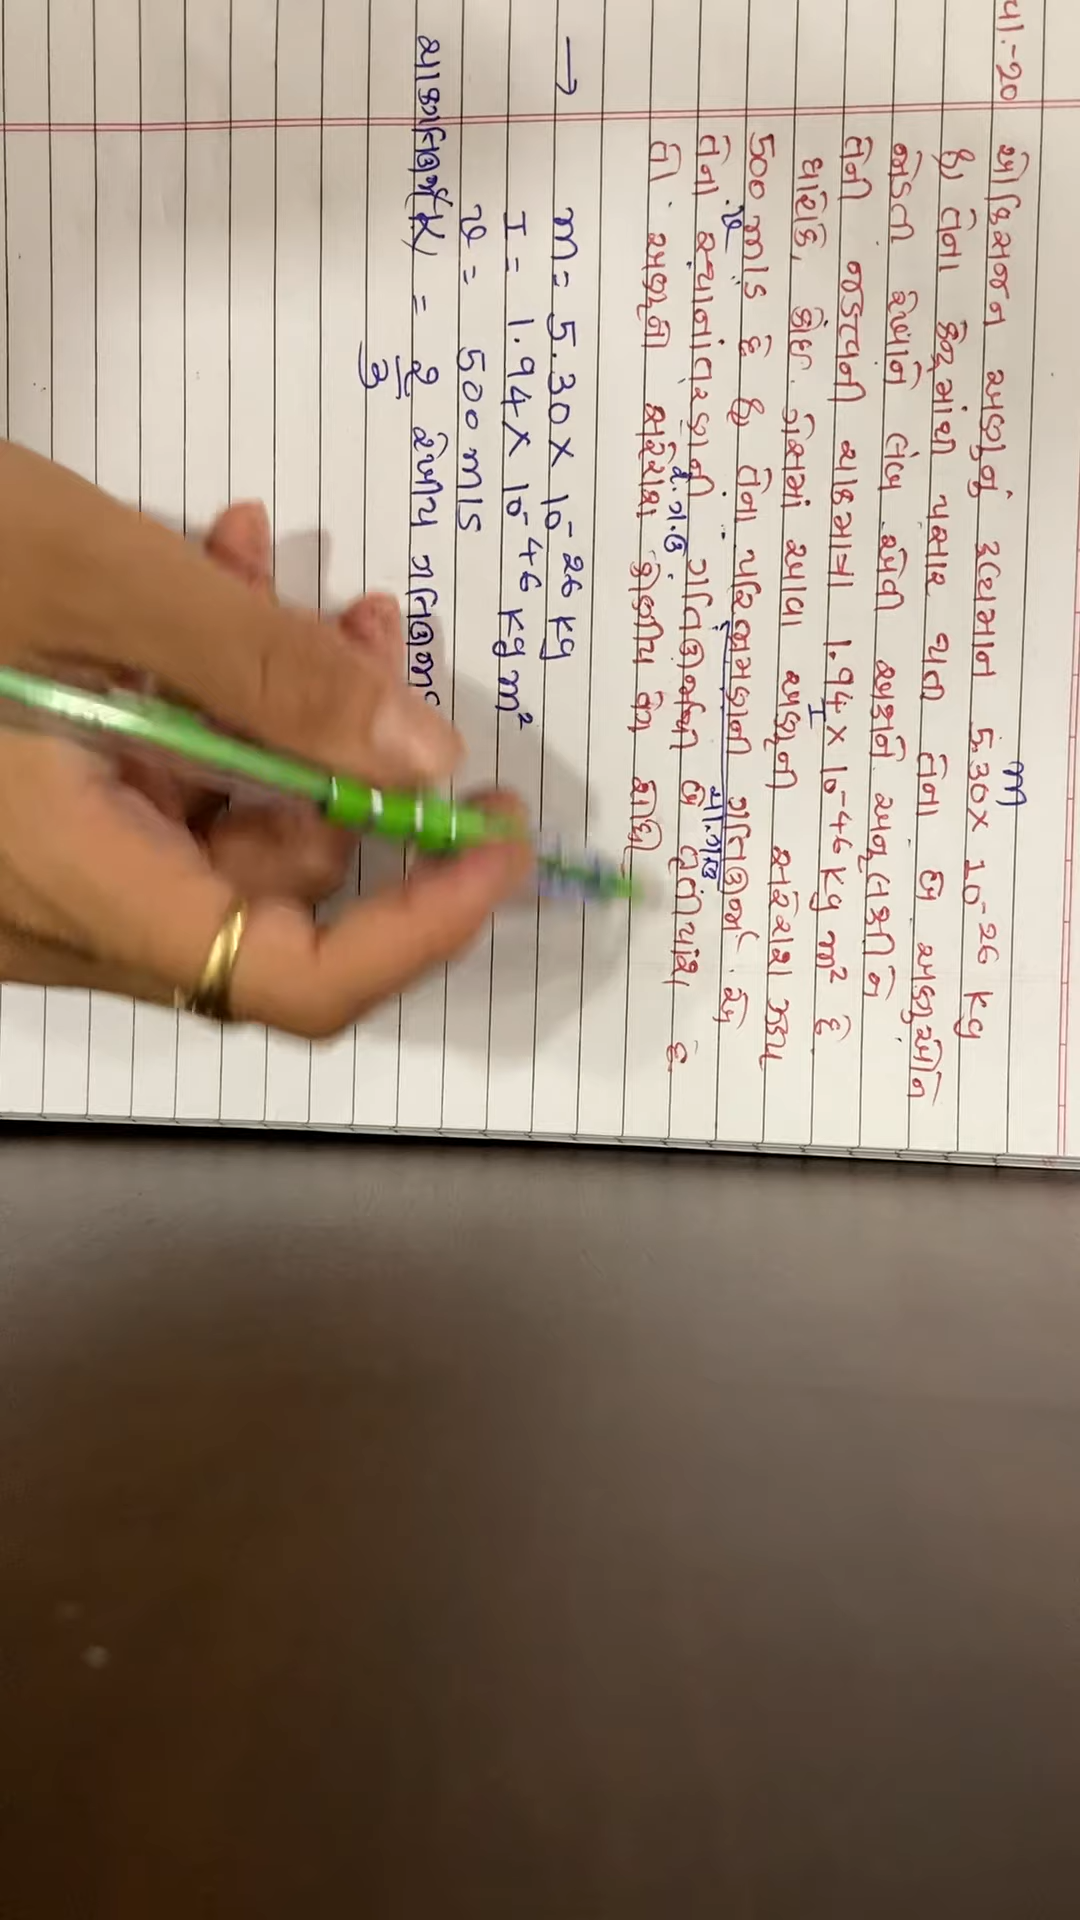 પા.-20 ઓક્સિજન અણુનું દ્રવ્યમાન 5.30 × 10⁻²⁶ kg
m
છે તેના કેન્દ્રમાંથી પસાર થતા તેના બે અણુઓને
જોડતી રેખાને લંબ એવી અક્ષને અનુલક્ષીને
તેની જડત્વની ચાકમાત્રા 1.94 × 10⁻⁴⁶ kg m² છે.
I
ધારોકે, કોઇ ગેસમાં આવા અણુની સરેરાશ ઝડપ
500 m/s છે કે તેના પરિભ્રમણની ગતિઊર્જા એ
v ચા.ગ.ઉ
તેના સ્થાનાંતરણની ગતિઊર્જાની બે તૃતીયાંશ છે
રે.ગ.ઉ
તો અણુની સરેરાશ કોણીય વેગ શોધો
→ m = 5.30 × 10⁻²⁶ kg
I = 1.94 × 10⁻⁴⁶ kg m²
v = 500 m/s
ચાકગતિઊર્જા(K) = 2/3 રેખીય ગતિઊર્જા